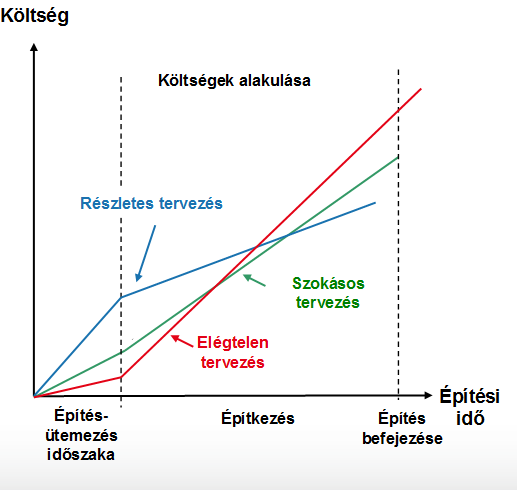 Költség
Költségek alakulása
Részletes tervezés
Szokásos
tervezés
Elégtelen
tervezés
Építési
idő
Építés-
ütemezés
időszaka
Építkezés
Építés
befejezése